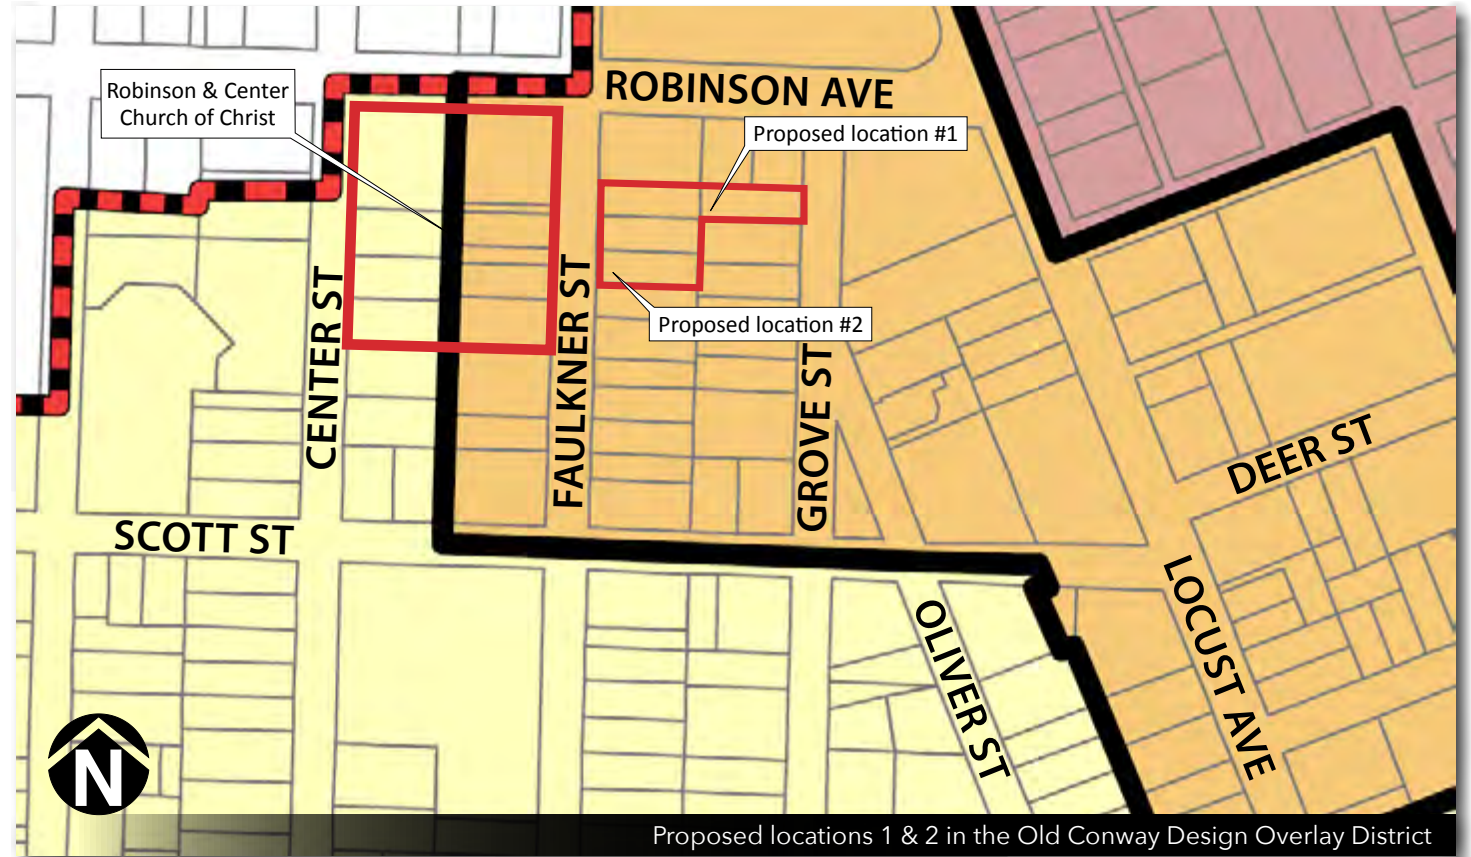 ROBINSON AVE
Robinson & Center
Church of Christ
Proposed location #1
Proposed location #2
CENTER ST
FAULKNER ST
GROVE ST
DEER ST
SCOTT ST
OLIVER ST
LOCUST AVE
N
Proposed locations 1 & 2 in the Old Conway Design Overlay District